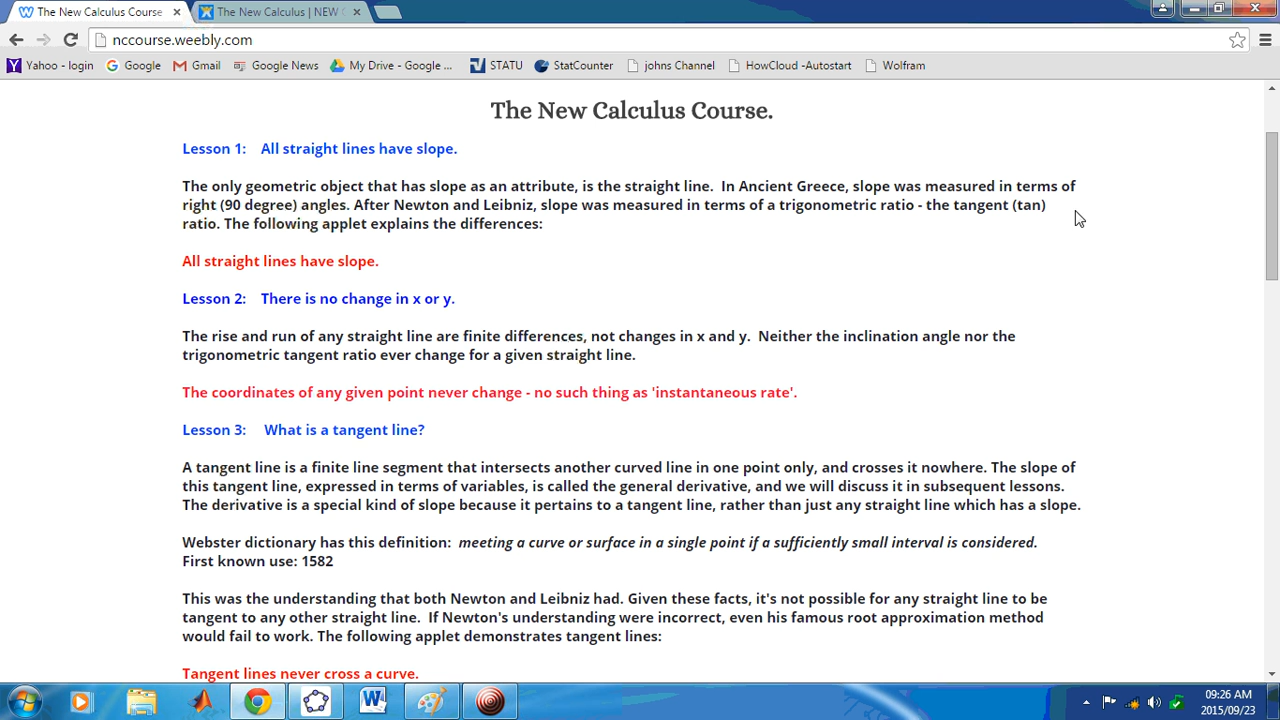 The New Calculus Course
The New Calculus | NEW C
nccourse.weebly.com
Yahoo - login Google Gmail Google News My Drive - Google ... STATU StatCounter johns Channel HowCloud -Autostart Wolfram
The New Calculus Course.
Lesson 1: All straight lines have slope.
The only geometric object that has slope as an attribute, is the straight line. In Ancient Greece, slope was measured in terms of
right (90 degree) angles. After Newton and Leibniz, slope was measured in terms of a trigonometric ratio - the tangent (tan)
ratio. The following applet explains the differences:
All straight lines have slope.
Lesson 2: There is no change in x or y.
The rise and run of any straight line are finite differences, not changes in x and y. Neither the inclination angle nor the
trigonometric tangent ratio ever change for a given straight line.
The coordinates of any given point never change - no such thing as 'instantaneous rate'.
Lesson 3: What is a tangent line?
A tangent line is a finite line segment that intersects another curved line in one point only, and crosses it nowhere. The slope of
this tangent line, expressed in terms of variables, is called the general derivative, and we will discuss it in subsequent lessons.
The derivative is a special kind of slope because it pertains to a tangent line, rather than just any straight line which has a slope.
Webster dictionary has this definition: meeting a curve or surface in a single point if a sufficiently small interval is considered.
First known use: 1582
This was the understanding that both Newton and Leibniz had. Given these facts, it's not possible for any straight line to be
tangent to any other straight line. If Newton's understanding were incorrect, even his famous root approximation method
would fail to work. The following applet demonstrates tangent lines:
Tangent lines never cross a curve.
09:26 AM
2015/09/23